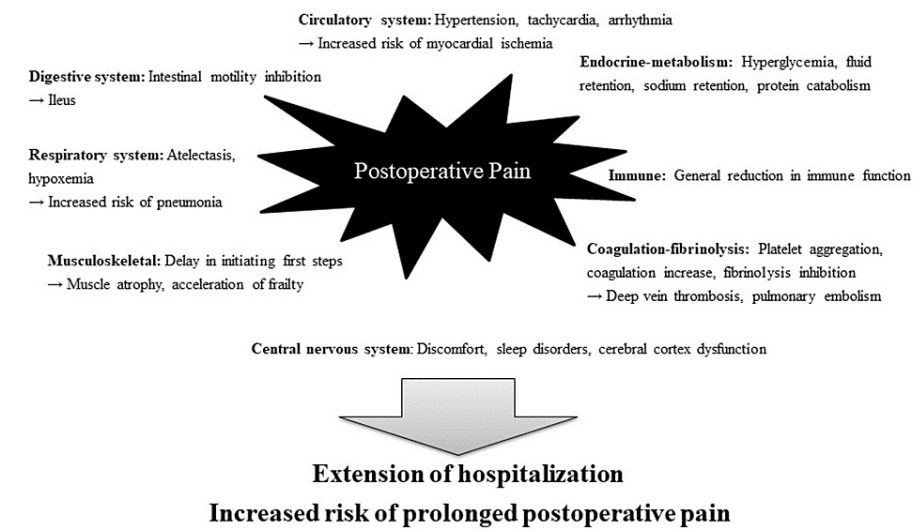 Circulatory system: Hypertension, tachycardia, arrhythmia
→ Increased risk of myocardial ischemia
Digestive system: Intestinal motility inhibition
→ Ileus
Endocrine-metabolism: Hyperglycemia, fluid
retention, sodium retention, protein catabolism
Respiratory system: Atelectasis,
hypoxemia
→ Increased risk of pneumonia
Postoperative Pain
Immune: General reduction in immune function
Musculoskeletal: Delay in initiating first steps
→ Muscle atrophy, acceleration of frailty
Coagulation-fibrinolysis: Platelet aggregation,
coagulation increase, fibrinolysis inhibition
→ Deep vein thrombosis, pulmonary embolism
Central nervous system: Discomfort, sleep disorders, cerebral cortex dysfunction
Extension of hospitalization
Increased risk of prolonged postoperative pain